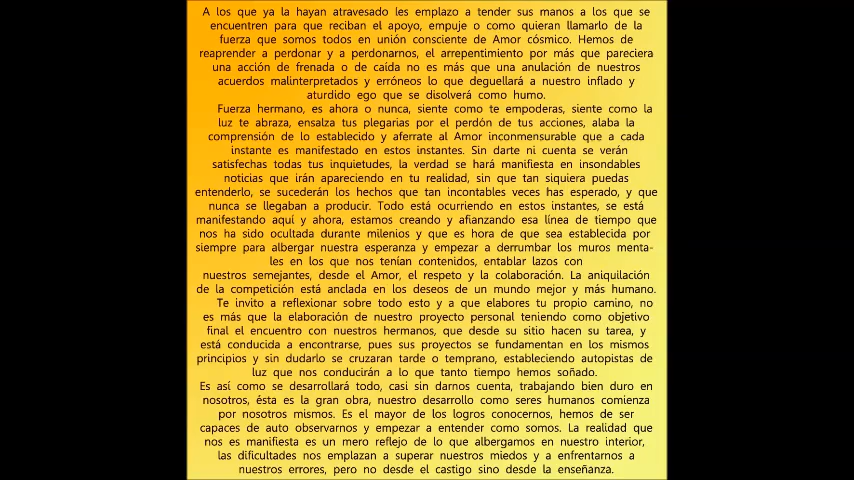 A los que ya la hayan atravesado les emplazo a tender sus manos a los que se
encuentren para que reciban el apoyo, empuje o como quieran llamarlo de la
fuerza que somos todos en unión consciente de Amor cósmico. Hemos de
reaprender a perdonar y a perdonarnos, el arrepentimiento por más que pareciera
una acción de frenada o de caída no es más que una anulación de nuestros
acuerdos malinterpretados y erróneos lo que deguellará a nuestro inflado y
aturdido ego que se disolverá como humo.
Fuerza hermano, es ahora o nunca, siente como te empoderas, siente como la
luz te abraza, ensalza tus plegarias por el perdón de tus acciones, alaba la
comprensión de lo establecido y aferrate al Amor inconmensurable que a cada
instante es manifestado en estos instantes. Sin darte ni cuenta se verán
satisfechas todas tus inquietudes, la verdad se hará manifiesta en insondables
noticias que irán apareciendo en tu realidad, sin que tan siquiera puedas
entenderlo, se sucederán los hechos que tan incontables veces has esperado, y que
nunca se llegaban a producir. Todo está ocurriendo en estos instantes, se está
manifestando aquí y ahora, estamos creando y afianzando esa línea de tiempo que
nos ha sido ocultada durante milenios y que es hora de que sea establecida por
siempre para albergar nuestra esperanza y empezar a derrumbar los muros menta-
les en los que nos tenían contenidos, entablar lazos con
nuestros semejantes, desde el Amor, el respeto y la colaboración. La aniquilación
de la competición está anclada en los deseos de un mundo mejor y más humano.
Te invito a reflexionar sobre todo esto y a que elabores tu propio camino, no
es más que la elaboración de nuestro proyecto personal teniendo como objetivo
final el encuentro con nuestros hermanos, que desde su sitio hacen su tarea, y
está conducida a encontrarse, pues sus proyectos se fundamentan en los mismos
principios y sin dudarlo se cruzaran tarde o temprano, estableciendo autopistas de
luz que nos conducirán a lo que tanto tiempo hemos soñado.
Es así como se desarrollará todo, casi sin darnos cuenta, trabajando bien duro en
nosotros, ésta es la gran obra, nuestro desarrollo como seres humanos comienza
por nosotros mismos. Es el mayor de los logros conocernos, hemos de ser
capaces de auto observarnos y empezar a entender como somos. La realidad que
nos es manifiesta es un mero reflejo de lo que albergamos en nuestro interior,
las dificultades nos emplazan a superar nuestros miedos y a enfrentarnos a
nuestros errores, pero no desde el castigo sino desde la enseñanza.